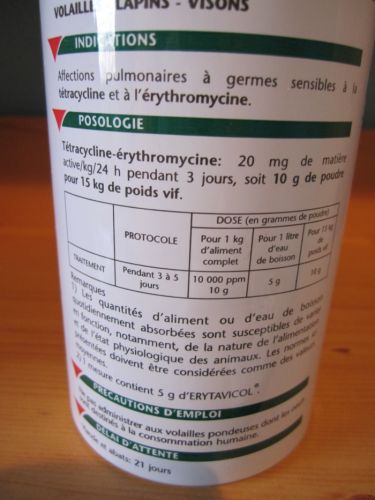 VOLAILLES LAPINS - VISONS
INDICATIONS
Affections pulmonaires à germes sensibles à la
tétracycline et à l'érythromycine.
POSOLOGIE
Tétracycline-érythromycine: 20 mg de matière
active/kg/24 h pendant 3 jours, soit 10 g de poudre
pour 15 kg de poids vif.
DOSE (en grammes de poudre)
PROTOCOLE
Pour 1 kg d'aliment complet
Pour 1 litre d'eau de boisson
Pour 15 kg de poids vif
TRAITEMENT
Pendant 3 à 5 jours
10 000 ppm 10 g
5 g
10 g
Remarques
1) Les quantités d'aliment ou d'eau de boisson
quotidiennement absorbées sont susceptibles de varier
en fonction, notamment, de la nature de l'alimentation
et de l'état physiologique des animaux. Les normes
présentées doivent être considérées comme des valeurs
moyennes.
2) 1 mesure contient 5 g d'ERYTAVICOL®.
PRÉCAUTIONS D'EMPLOI
pas administrer aux volailles pondeuses dont les œufs
sont destinés à la consommation humaine.
DÉLAI D'ATTENTE
Viande et abats: 21 jours